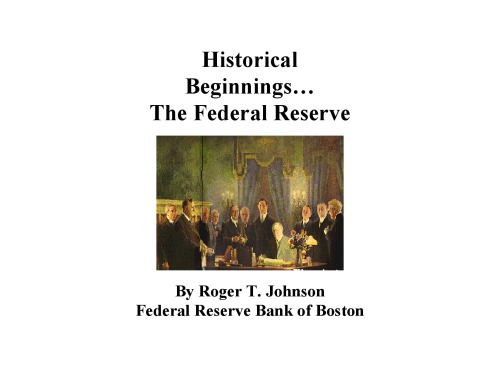 Historical
Beginnings…
The Federal Reserve
By Roger T. Johnson
Federal Reserve Bank of Boston